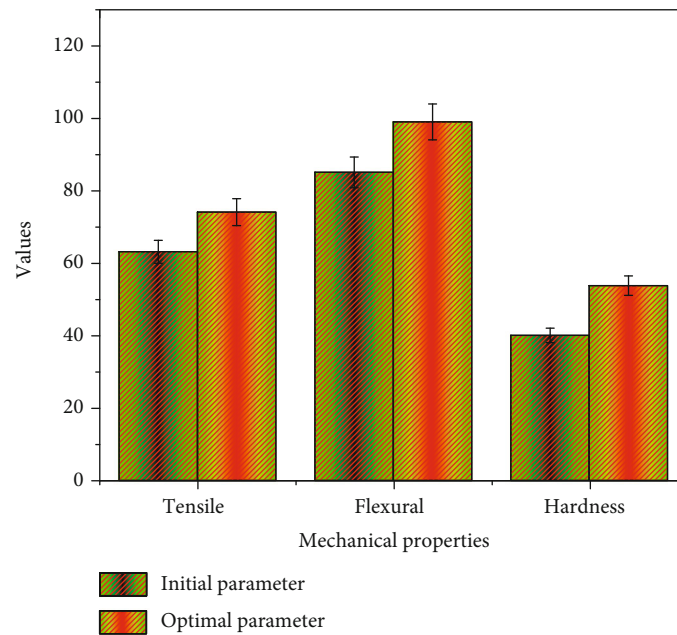 120
100
80
60
40
20
0
Values
Tensile Flexural Hardness
Mechanical properties
Initial parameter
Optimal parameter